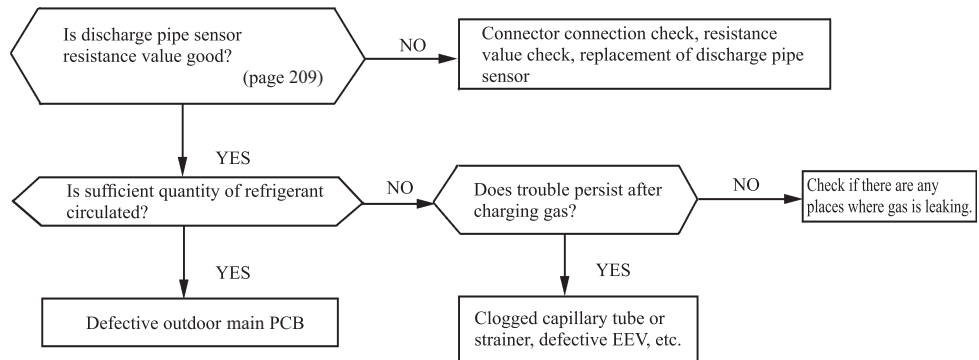 Is discharge pipe sensor
resistance value good?
(page 209)
NO
Connector connection check, resistance
value check, replacement of discharge pipe
sensor
YES
Is sufficient quantity of refrigerant
circulated?
NO
Does trouble persist after
charging gas?
NO
Check if there are any
places where gas is leaking.
YES
YES
Defective outdoor main PCB
Clogged capillary tube or
strainer, defective EEV, etc.